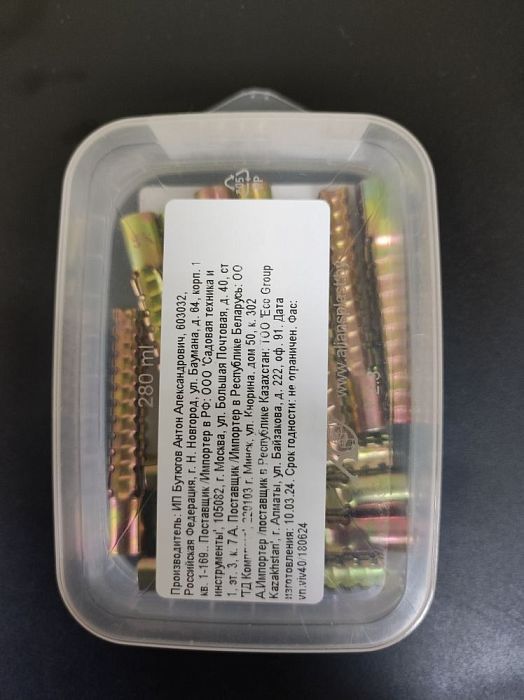 Производитель: ИП Бутюгов Антон Александрович, 603032,
Российская Федерация, г. Н. Новгород, ул. Баумана, д. 64, корп. 1
кв. 1-169.. Поставщик /Импортер в РФ: ООО 'Садовая техника и
инструменты', 105082, г. Москва, ул. Большая Почтовая, д. 40, ст
1, эт. 3, к. 7 А. Поставщик /Импортер в Республике Беларусь: ОО
'ТД 220103 г. Минск, ул. Кнорина, дом 50, к. 302
А.Импортер /поставщик в Республике Казахстан: ТОО 'Eco Group
Kazakhstan', г. Алматы, ул. Байзакова, д. 222, оф. 91. Дата
изготовления: 10.03.24. Срок годности: не ограничен. Фас:
vn.viv40/180624
280 ml